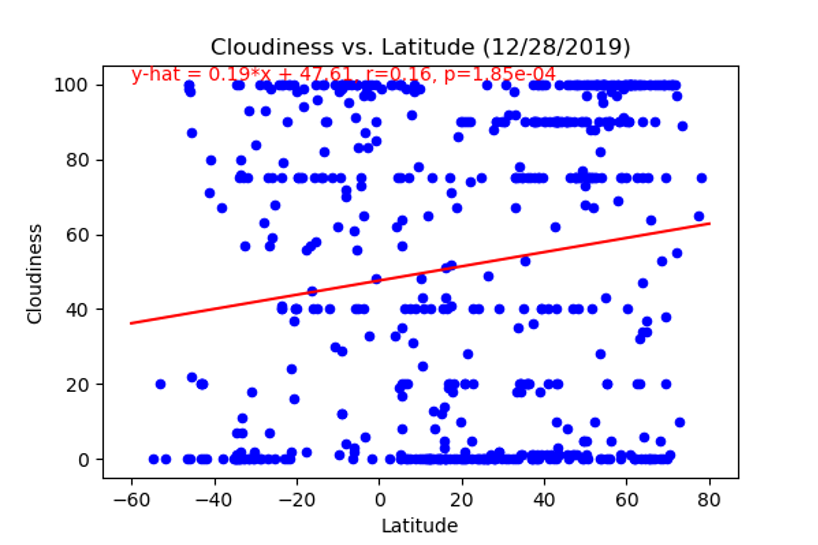 Cloudiness vs. Latitude (12/28/2019)
y-hat = 0.19*x + 47.61, r=0.16, p=1.85e-04
100
80
60
40
20
0
Cloudiness
−60 −40 −20 0 20 40 60 80
Latitude